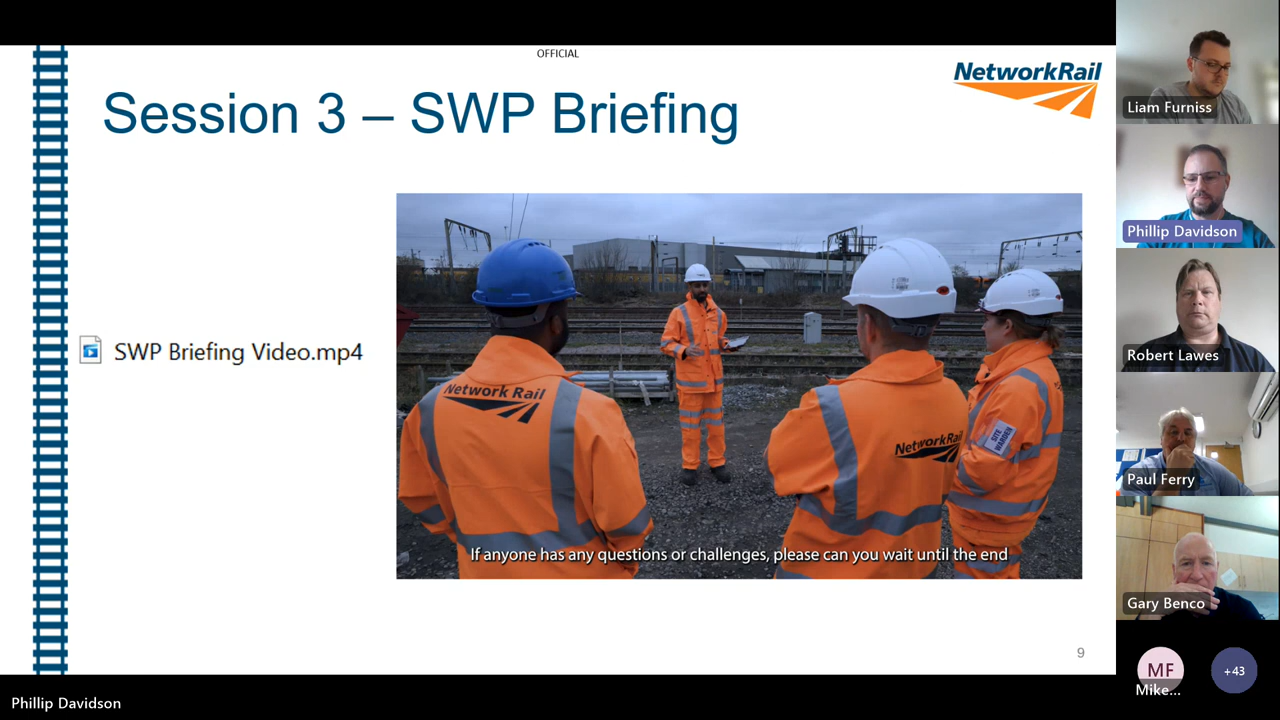 OFFICIAL
NetworkRail
Session 3 – SWP Briefing
SWP Briefing Video.mp4
Network Rail
NetworkRail
SITE
WARDEN
If anyone has any questions or challenges, please can you wait until the end
9
Phillip Davidson
Liam Furniss
Phillip Davidson
Robert Lawes
Paul Ferry
Gary Benco
MF
Mike...
+43